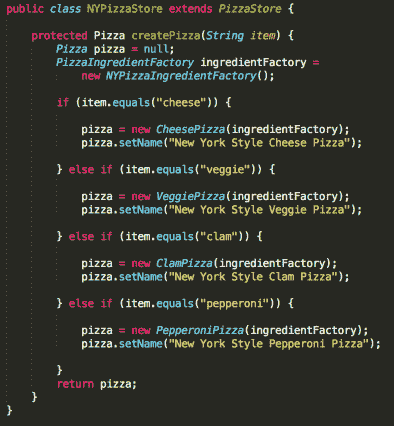 public class NYPizzaStore extends PizzaStore {
protected Pizza createPizza(String item) {
Pizza pizza = null;
PizzaIngredientFactory ingredientFactory =
new NYPizzaIngredientFactory();
if (item.equals("cheese")) {
pizza = new CheesePizza(ingredientFactory);
pizza.setName("New York Style Cheese Pizza");
} else if (item.equals("veggie")) {
pizza = new VeggiePizza(ingredientFactory);
pizza.setName("New York Style Veggie Pizza");
} else if (item.equals("clam")) {
pizza = new ClamPizza(ingredientFactory);
pizza.setName("New York Style Clam Pizza");
} else if (item.equals("pepperoni")) {
pizza = new PepperoniPizza(ingredientFactory);
pizza.setName("New York Style Pepperoni Pizza");
}
return pizza;
}
}